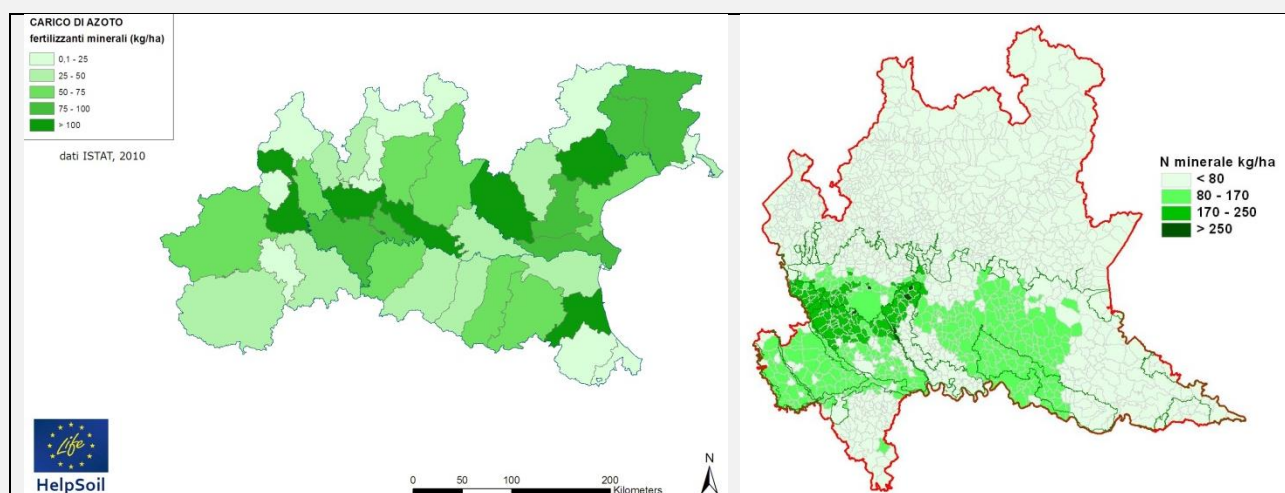 CARICO DI AZOTO
fertilizzanti minerali (kg/ha)
0,1 - 25
25 - 50
50 - 75
75 - 100
> 100
dati ISTAT, 2010
Life
HelpSoil
0 50 100 200
Kilometers
N
N minerale kg/ha
< 80
80 - 170
170 - 250
> 250